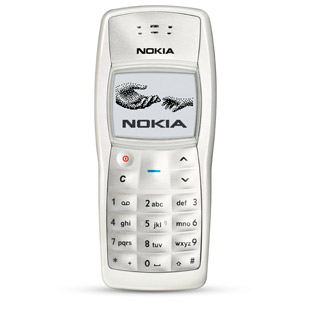 NOKIA
NOKIA
C
1 2 abc def 3
4 ghi 5 jkl mno 6
7 pqrs 8 tuv wxyz 9
* + 0 #